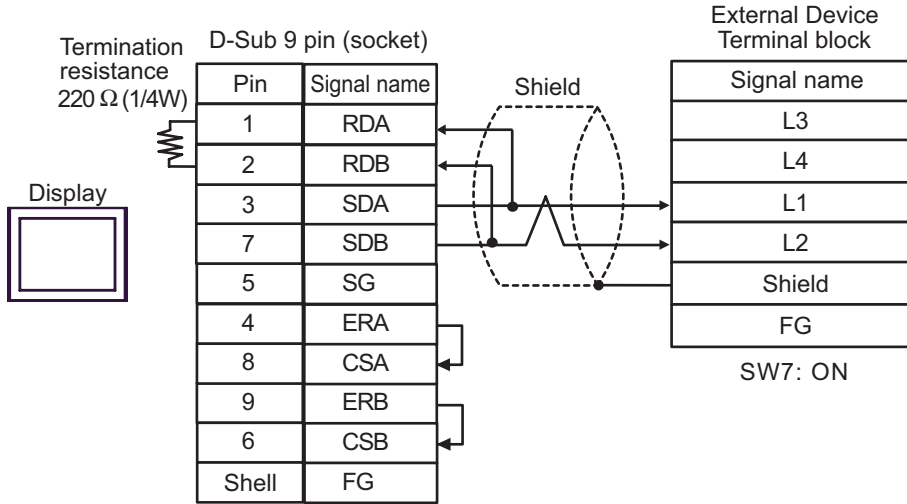 External Device
Terminal block
Termination
resistance
220 Ω (1/4W)
D-Sub 9 pin (socket)
Display
Shield
Pin Signal name
1 RDA
2 RDB
3 SDA
7 SDB
5 SG
4 ERA
8 CSA
9 ERB
6 CSB
Shell FG
Signal name
L3
L4
L1
L2
Shield
FG
SW7: ON